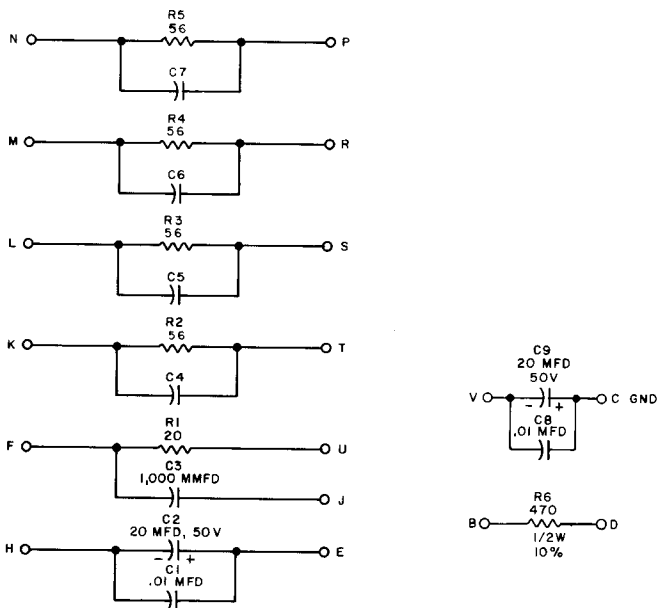 R5
56
N P
C7
R4
56
M R
C6
R3
56
L S
C5
R2
56
K T
C4
R1
20
F U
C3
1,000 MMFD
J
C2
20 MFD, 50V
H - + E
C1
.01 MFD
C9
20 MFD
50V
V - + C GND
C8
.01 MFD
R6
470
B D
1/2W
10%